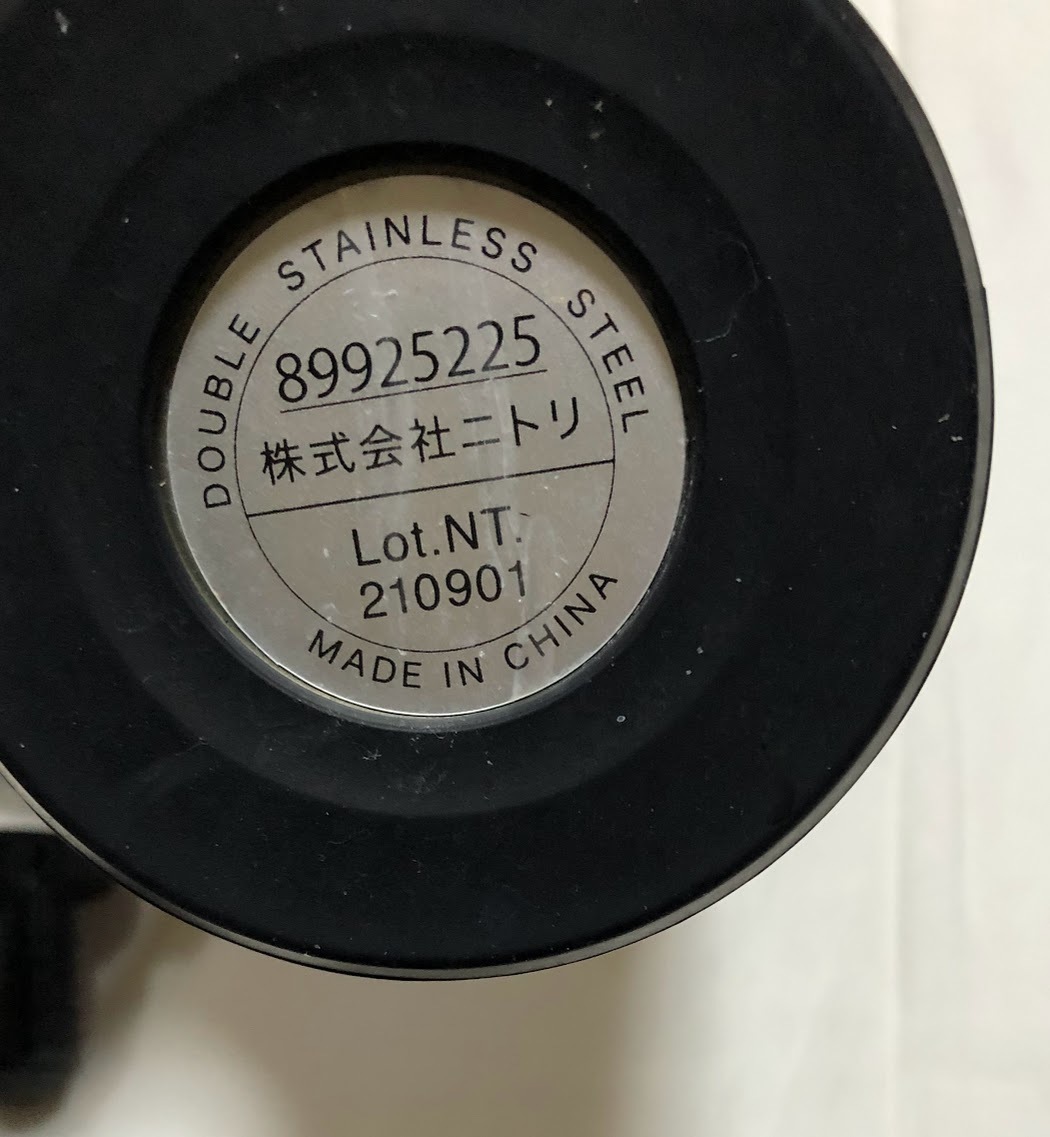 DOUBLE STAINLESS STEEL
89925225
株式会社ニトリ
Lot.NT.
210901
MADE IN CHINA